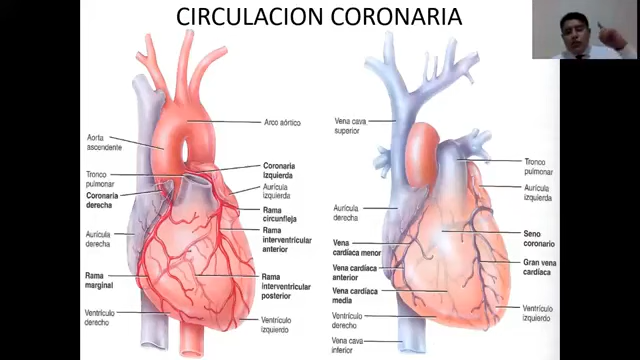 CIRCULACION CORONARIA
Arco aórtico
Aorta
ascendente
Tronco
pulmonar
Coronaria
derecha
Aurícula
derecha
Rama
marginal
Ventrículo
derecho
Coronaria
izquierda
Aurícula
izquierda
Rama
circunfleja
Rama
interventricular
anterior
Rama
interventricular
posterior
Ventrículo
izquierdo
Vena cava
superior
Aurícula
derecha
Vena
cardíaca menor
Vena cardíaca
anterior
Vena cardíaca
media
Ventrículo
derecho
Vena cava
inferior
Tronco
pulmonar
Aurícula
izquierda
Seno
coronario
Gran vena
cardíaca
Ventrículo
izquierdo